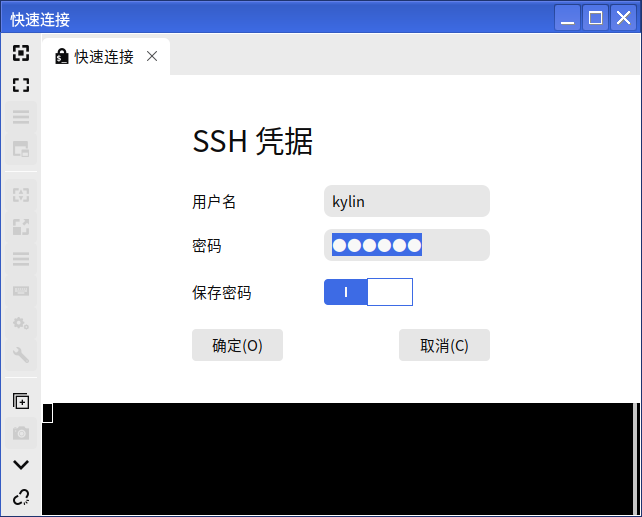 快速连接
快速连接
SSH 凭据
用户名 kylin
密码 ●●●●●●
保存密码
确定(O) 取消(C)